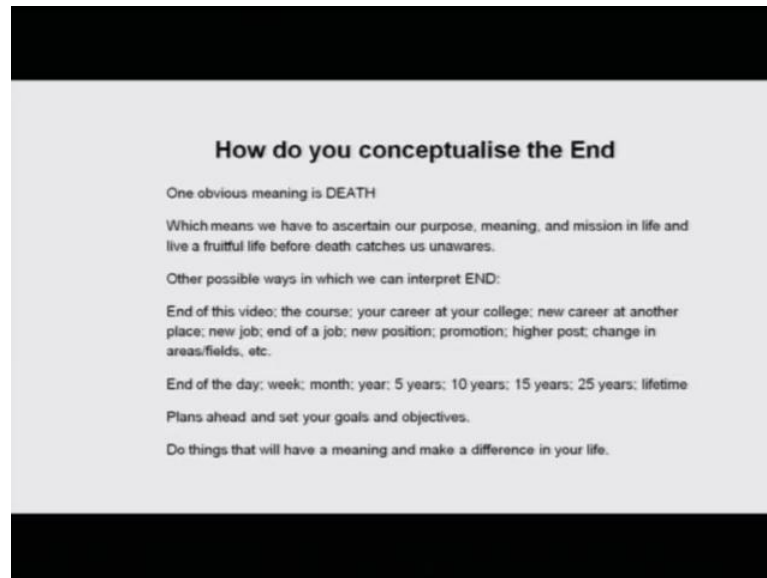 How do you conceptualise the End
One obvious meaning is DEATH
Which means we have to ascertain our purpose, meaning, and mission in life and
live a fruitful life before death catches us unawares.
Other possible ways in which we can interpret END:
End of this video; the course; your career at your college; new career at another
place; new job; end of a job; new position; promotion; higher post; change in
areas/fields, etc.
End of the day; week; month; year; 5 years; 10 years; 15 years; 25 years; lifetime
Plans ahead and set your goals and objectives.
Do things that will have a meaning and make a difference in your life.